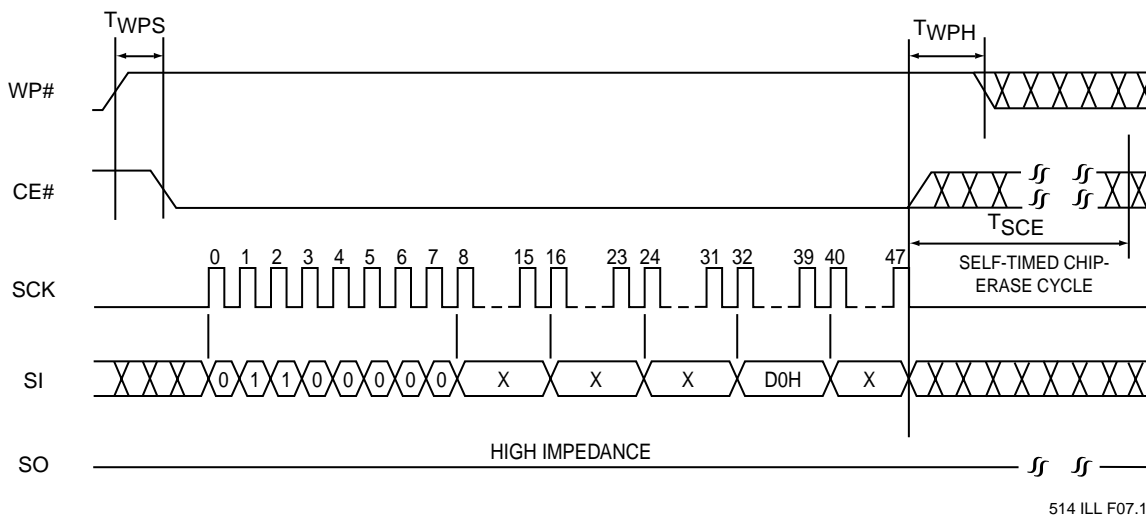 TWPS
TWPH
WP#
CE#
TSCE
0 1 2 3 4 5 6 7 8 15 16 23 24 31 32 39 40 47
SELF-TIMED CHIP-
ERASE CYCLE
SCK
SI
0 1 1 0 0 0 0 0 X X X D0H X
HIGH IMPEDANCE
SO
514 ILL F07.1